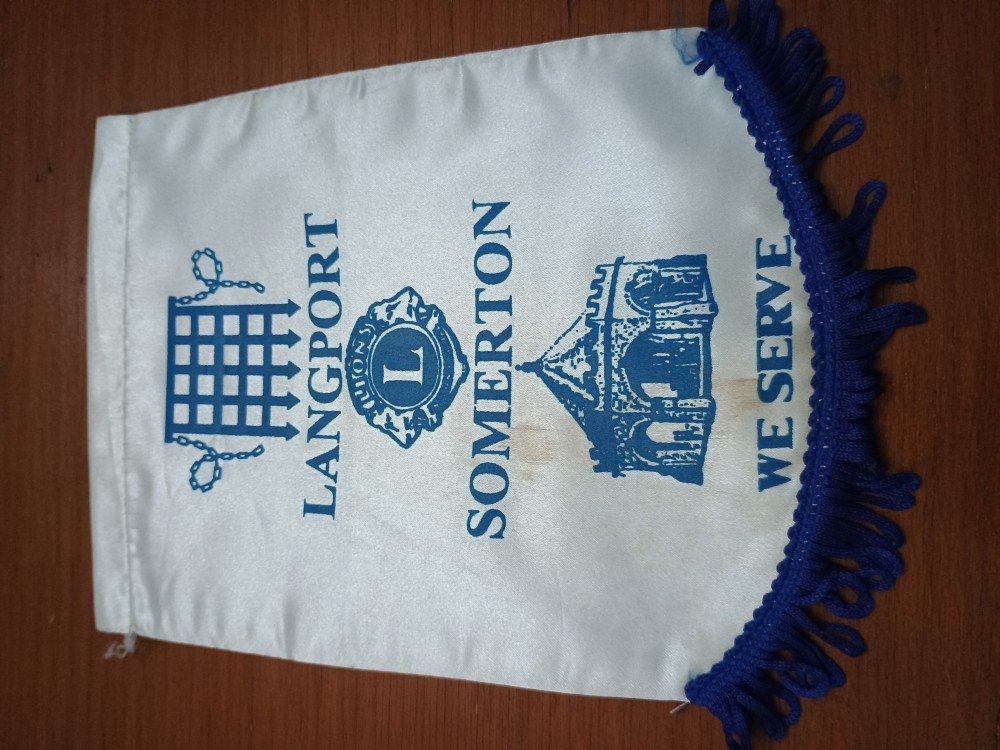 LANGPORT
LIONS
L
SOMERTON
WE SERVE